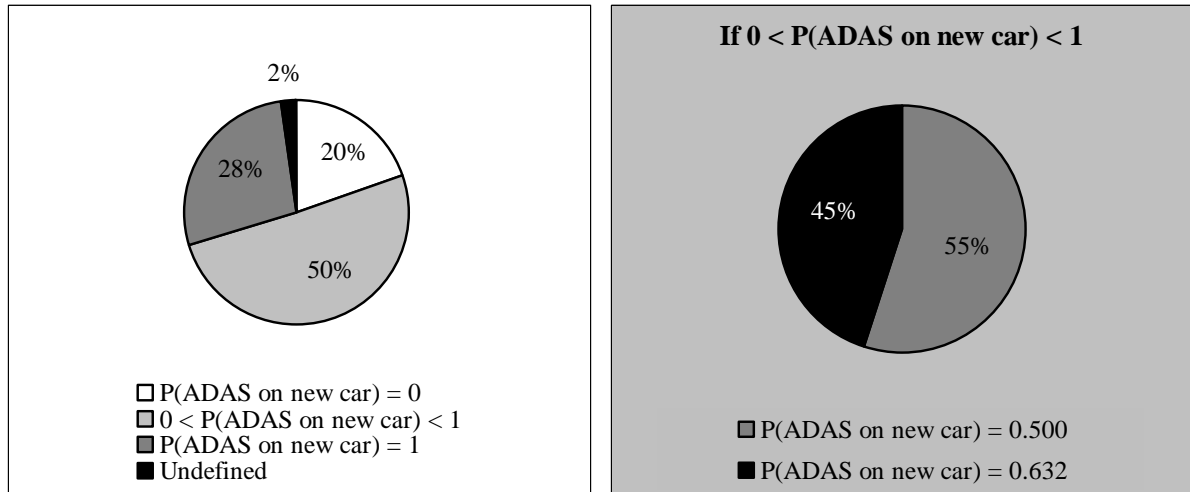 2%
20%
28%
50%
P(ADAS on new car) = 0
0 < P(ADAS on new car) < 1
P(ADAS on new car) = 1
Undefined
If 0 < P(ADAS on new car) < 1
45%
55%
P(ADAS on new car) = 0.500
P(ADAS on new car) = 0.632